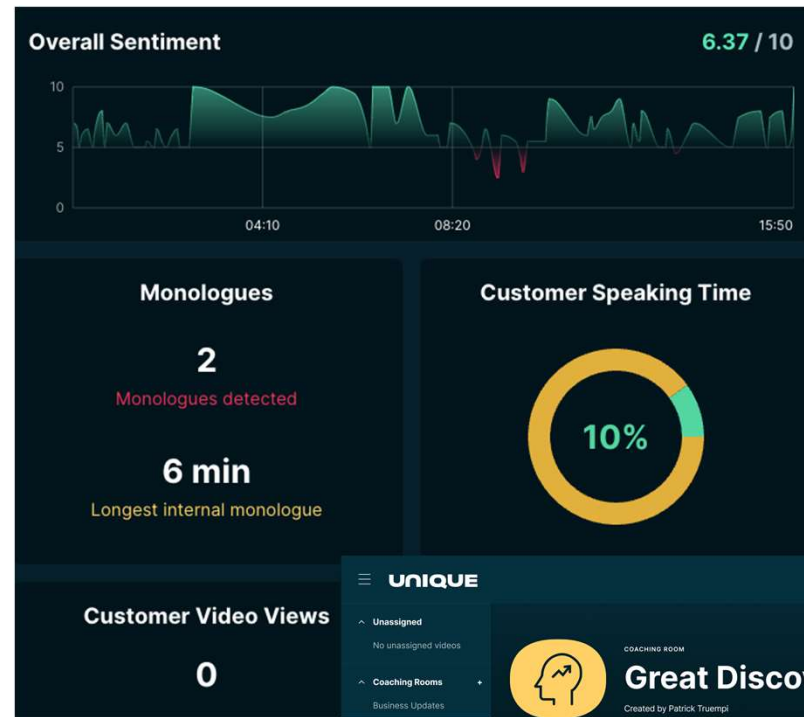 Overall Sentiment
6.37 / 10
10
5
0
04:10
08:20
15:50
Monologues
2
Monologues detected
6 min
Longest internal monologue
Customer Speaking Time
10%
Customer Video Views
0
UNIQUE
Unassigned
No unassigned videos
Coaching Rooms +
Business Updates
COACHING ROOM
Great Disco
Created by Patrick Truempi